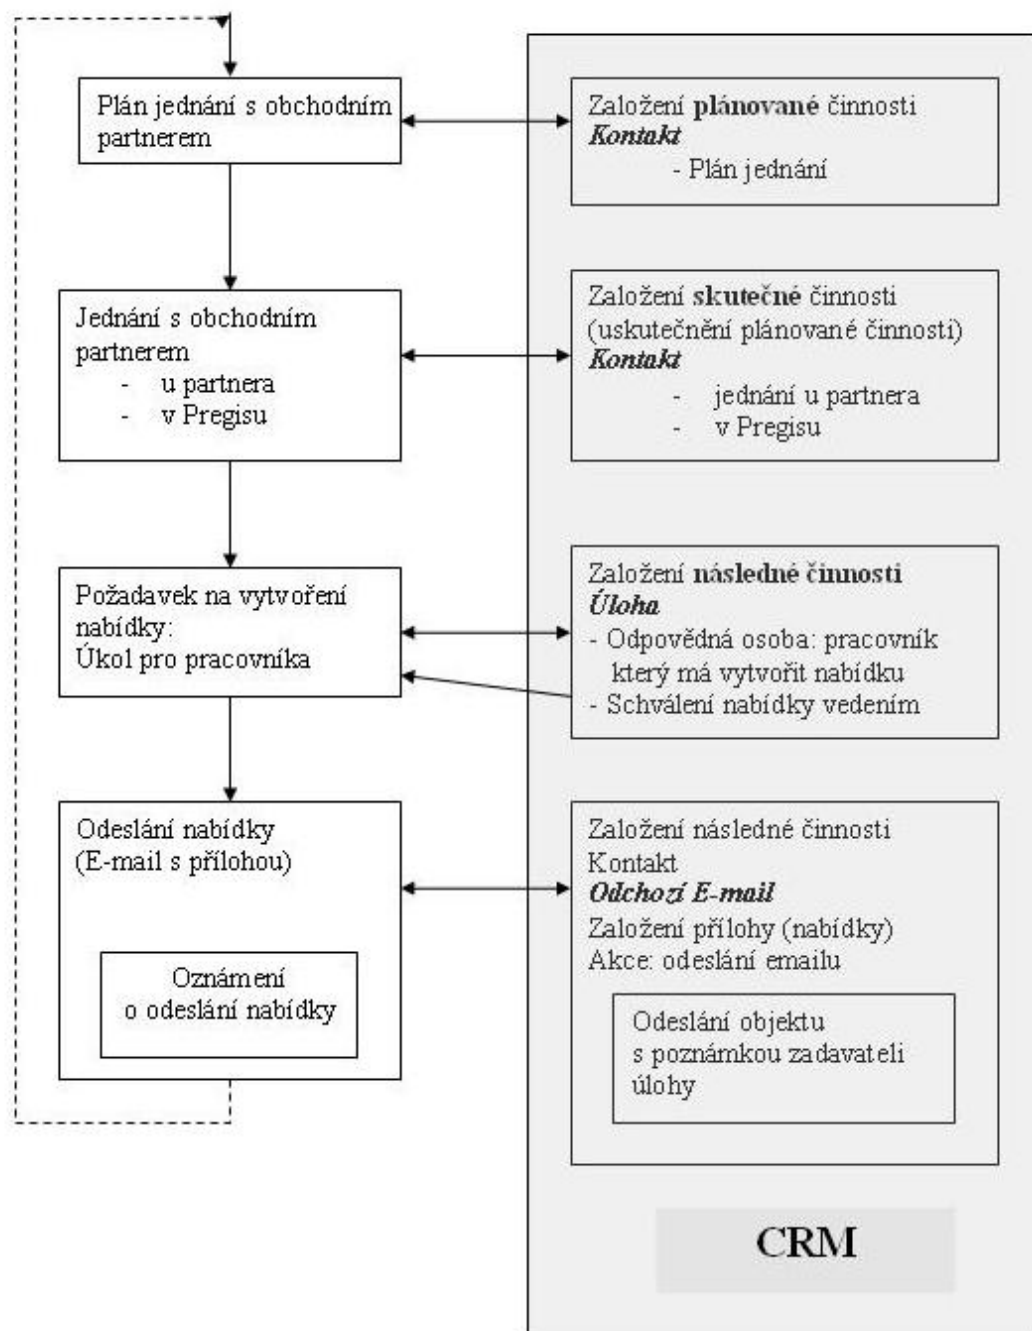 Plán jednání s obchodním
partnerem
Založení plánované činnosti
Kontakt
- Plán jednání
Jednání s obchodním
partnerem
- u partnera
- v Pregisu
Založení skutečné činnosti
(uskutečnění plánované činnosti)
Kontakt
- jednání u partnera
- v Pregisu
Požadavek na vytvoření
nabídky:
Úkol pro pracovníka
Založení následné činnosti
Úloha
- Odpovědná osoba: pracovník
který má vytvořit nabídku
- Schválení nabídky vedením
Odeslání nabídky
(E-mail s přílohou)
Oznámení
o odeslání nabídky
Založení následné činnosti
Kontakt
Odchozí E-mail
Založení přílohy (nabídky)
Akce: odeslání emailu
Odeslání objektu
s poznámkou zadavateli
úlohy
CRM